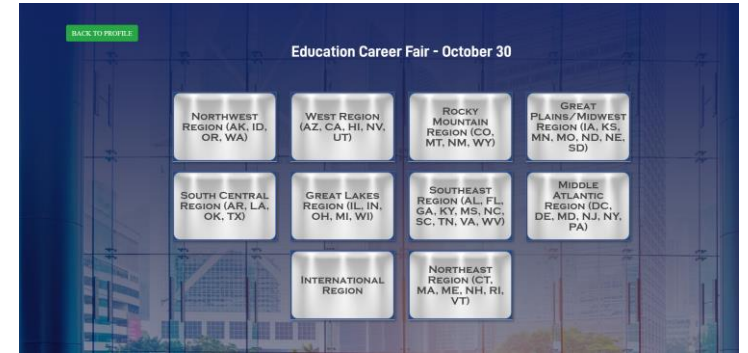 BACK TO PROFILE
Education Career Fair - October 30
NORTHWEST
REGION (AK, ID,
OR, WA)
WEST REGION
(AZ, CA, HI, NV,
UT)
ROCKY
MOUNTAIN
REGION (CO,
MT, NM, WY)
GREAT
PLAINS/MIDWEST
REGION (IA, KS,
MN, MO, ND, NE,
SD)
SOUTH CENTRAL
REGION (AR, LA,
OK, TX)
GREAT LAKES
REGION (IL, IN,
OH, MI, WI)
SOUTHEAST
REGION (AL, FL,
GA, KY, MS, NC,
SC, TN, VA, WV)
MIDDLE
ATLANTIC
REGION (DC,
DE, MD, NJ, NY,
PA)
INTERNATIONAL
REGION
NORTHEAST
REGION (CT,
MA, ME, NH, RI,
VT)